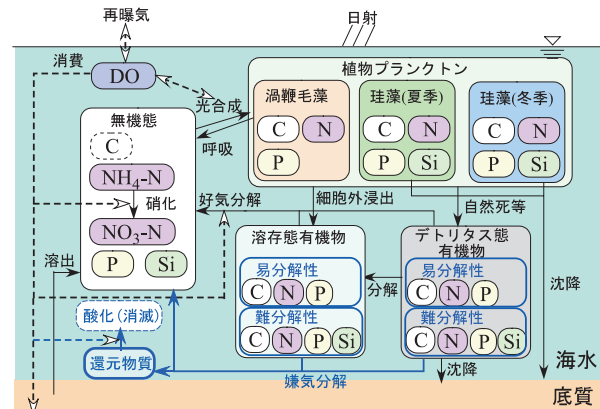 再曝気
日射
消費
DO
植物プランクトン
光合成
呼吸
渦鞭毛藻
C N
P
珪藻(夏季)
C N
P Si
珪藻(冬季)
C N
P Si
無機態
C
NH4-N
硝化
NO3-N
P Si
好気分解
細胞外浸出
自然死等
溶存態有機物
易分解性
C N P
難分解性
C N P Si
分解
デトリタス態
有機物
易分解性
C N P
難分解性
C N P Si
沈降
溶出
酸化(消滅)
還元物質
嫌気分解
沈降
海水
底質